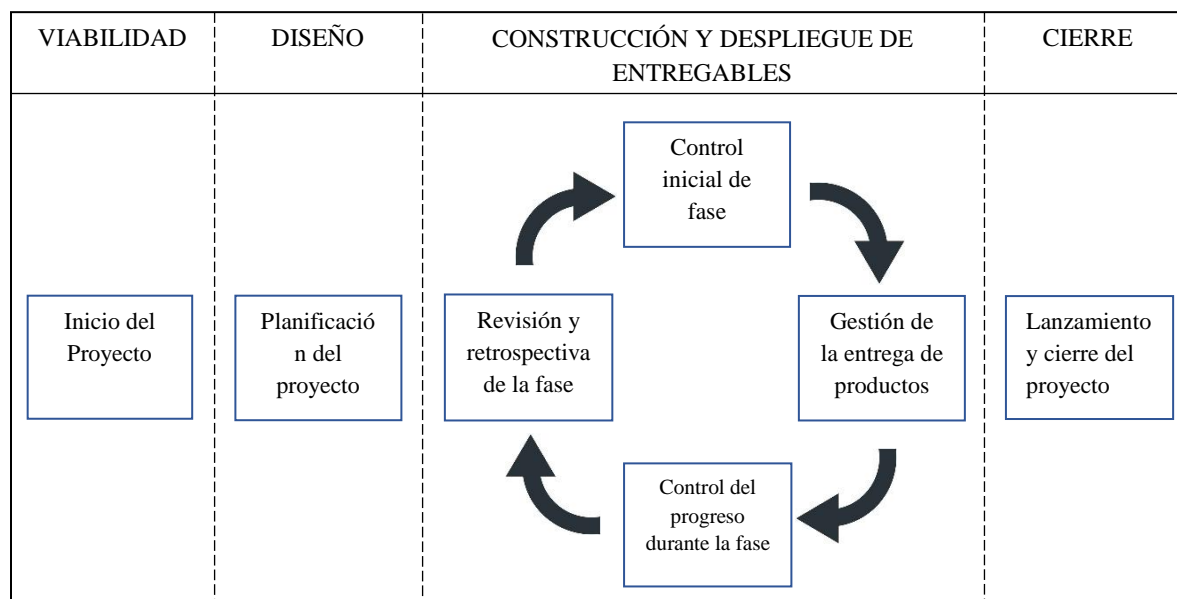 VIABILIDAD
DISEÑO
CONSTRUCCIÓN Y DESPLIEGUE DE
ENTREGABLES
CIERRE
Inicio del
Proyecto
Planificació
n del
proyecto
Control
inicial de
fase
Revisión y
retrospectiva
de la fase
Gestión de
la entrega de
productos
Control del
progreso
durante la fase
Lanzamiento
y cierre del
proyecto